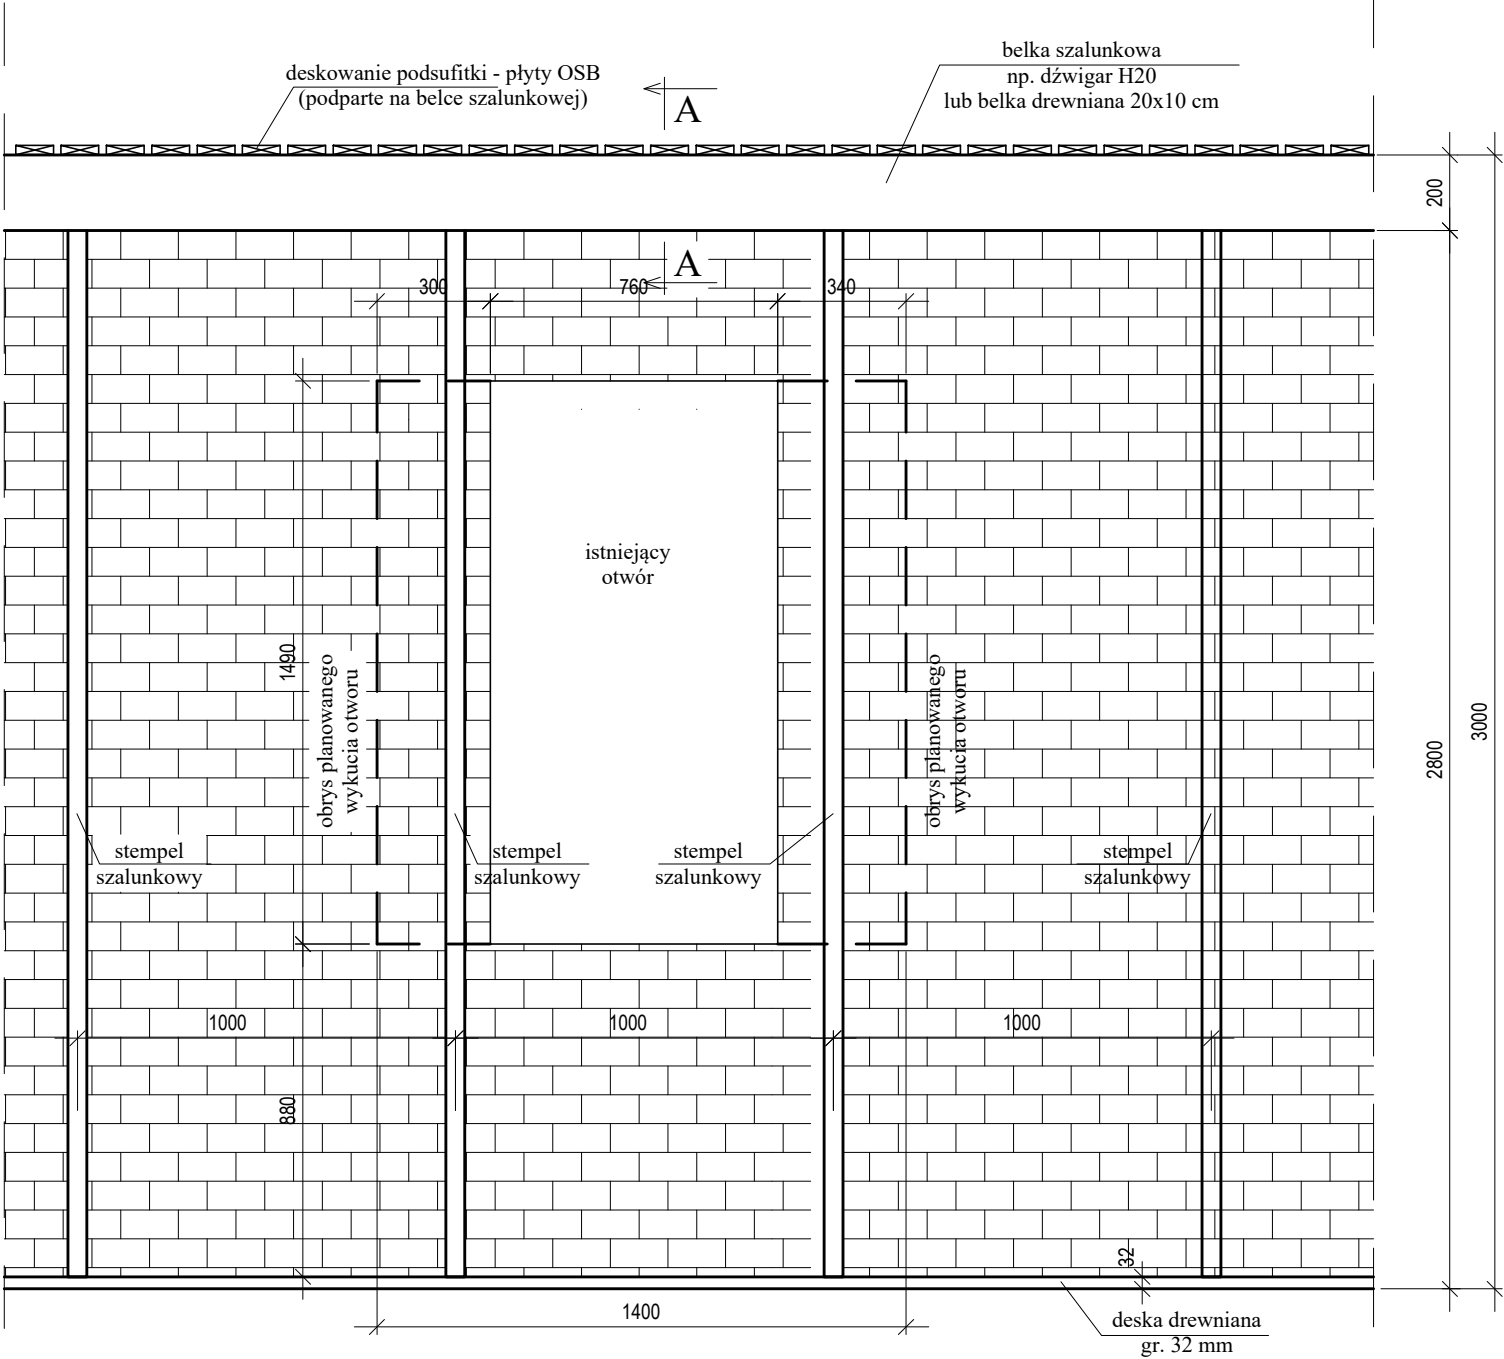 belka szalunkowa
np. dźwigar H20
lub belka drewniana 20x10 cm
deskowanie podsufitki - płyty OSB
(podparte na belce szalunkowej)
A
200
A
300
760
340
istniejący
otwór
1490
obrys planowanego
wykucia otworu
obrys planowanego
wykucia otworu
3000
2800
stempel
szalunkowy
stempel
szalunkowy
stempel
szalunkowy
stempel
szalunkowy
1000
1000
1000
880
32
1400
deska drewniana
gr. 32 mm